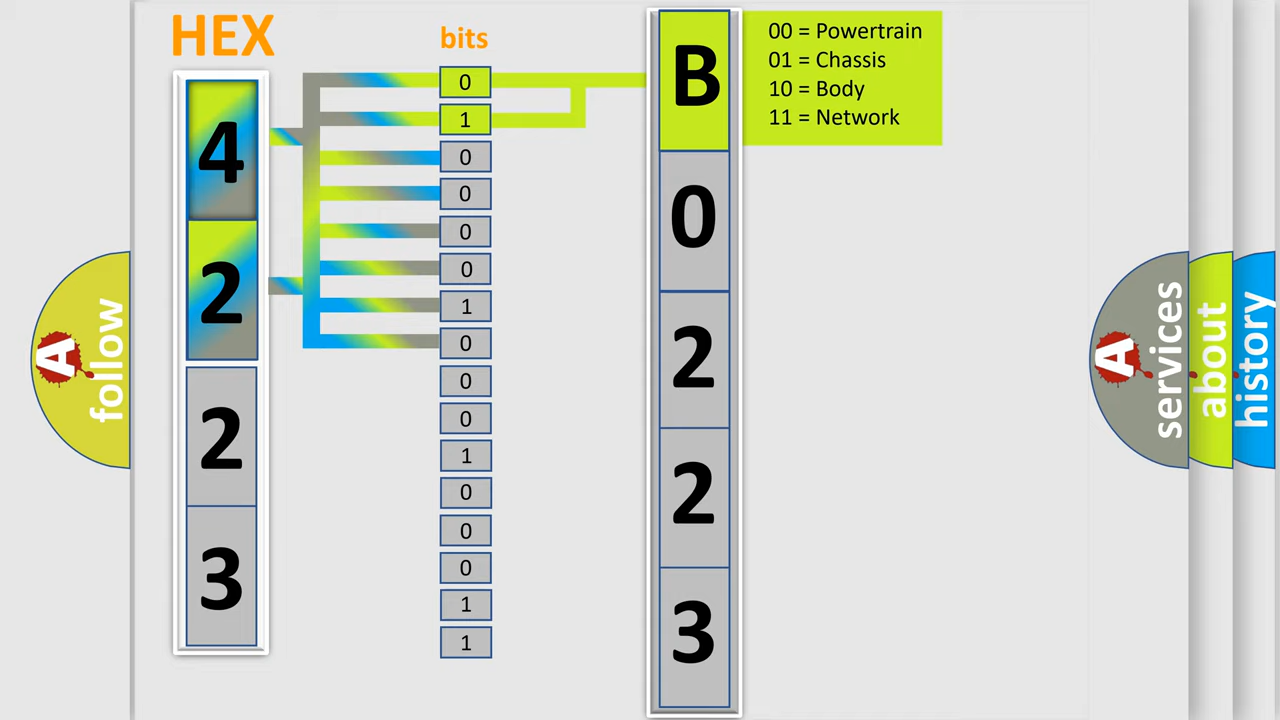 HEX
bits
4
2
2
3
0
1
0
0
0
0
1
0
0
0
1
0
0
0
1
1
B
0
2
2
3
00 = Powertrain
01 = Chassis
10 = Body
11 = Network
A
follow
A
services
about
history